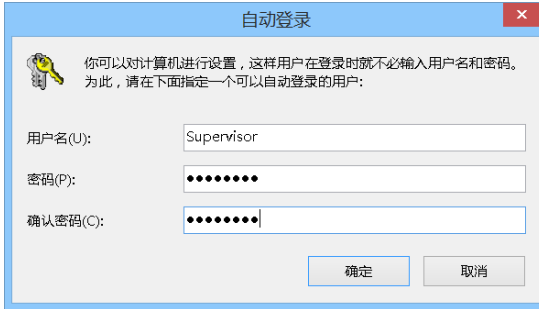 自动登录
你可以对计算机进行设置，这样用户在登录时就不必输入用户名和密码。
为此，请在下面指定一个可以自动登录的用户:
用户名(U):
Supervisor
密码(P):
●●●●●●●●
确认密码(C):
●●●●●●●●
确定
取消